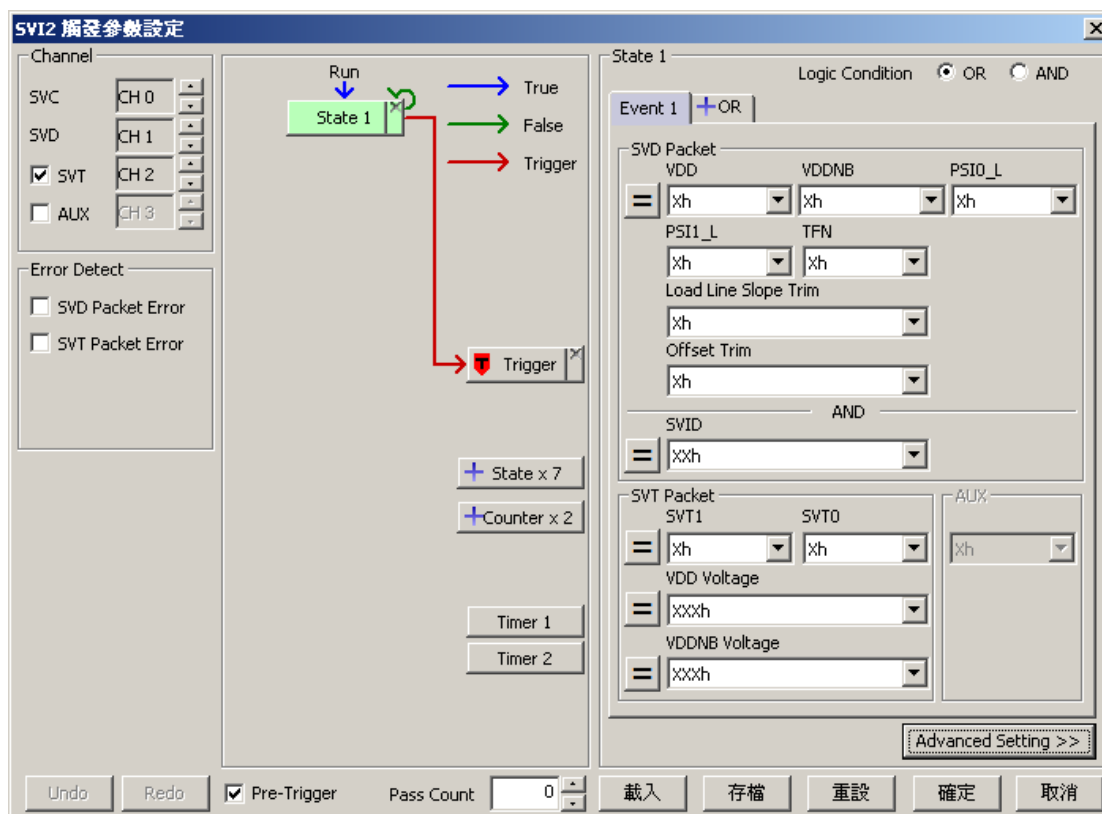 SVI2 觸發參數設定
Channel
SVC CH 0
SVD CH 1
SVT CH 2
AUX CH 3
Error Detect
SVD Packet Error
SVT Packet Error
Run
State 1
True
False
Trigger
T Trigger
State x 7
Counter x 2
Timer 1
Timer 2
State 1
Logic Condition OR AND
Event 1 +OR
SVD Packet
VDD VDDNB PSI0_L
= Xh Xh Xh
PSI1_L TFN
Xh Xh
Load Line Slope Trim
Xh
Offset Trim
Xh
AND
SVID
= XXh
SVT Packet AUX
SVT1 SVT0
= Xh Xh Xh
VDD Voltage
= XXXh
VDDNB Voltage
= XXXh
Advanced Setting >>
Undo Redo Pre-Trigger Pass Count 0 載入 存檔 重設 確定 取消